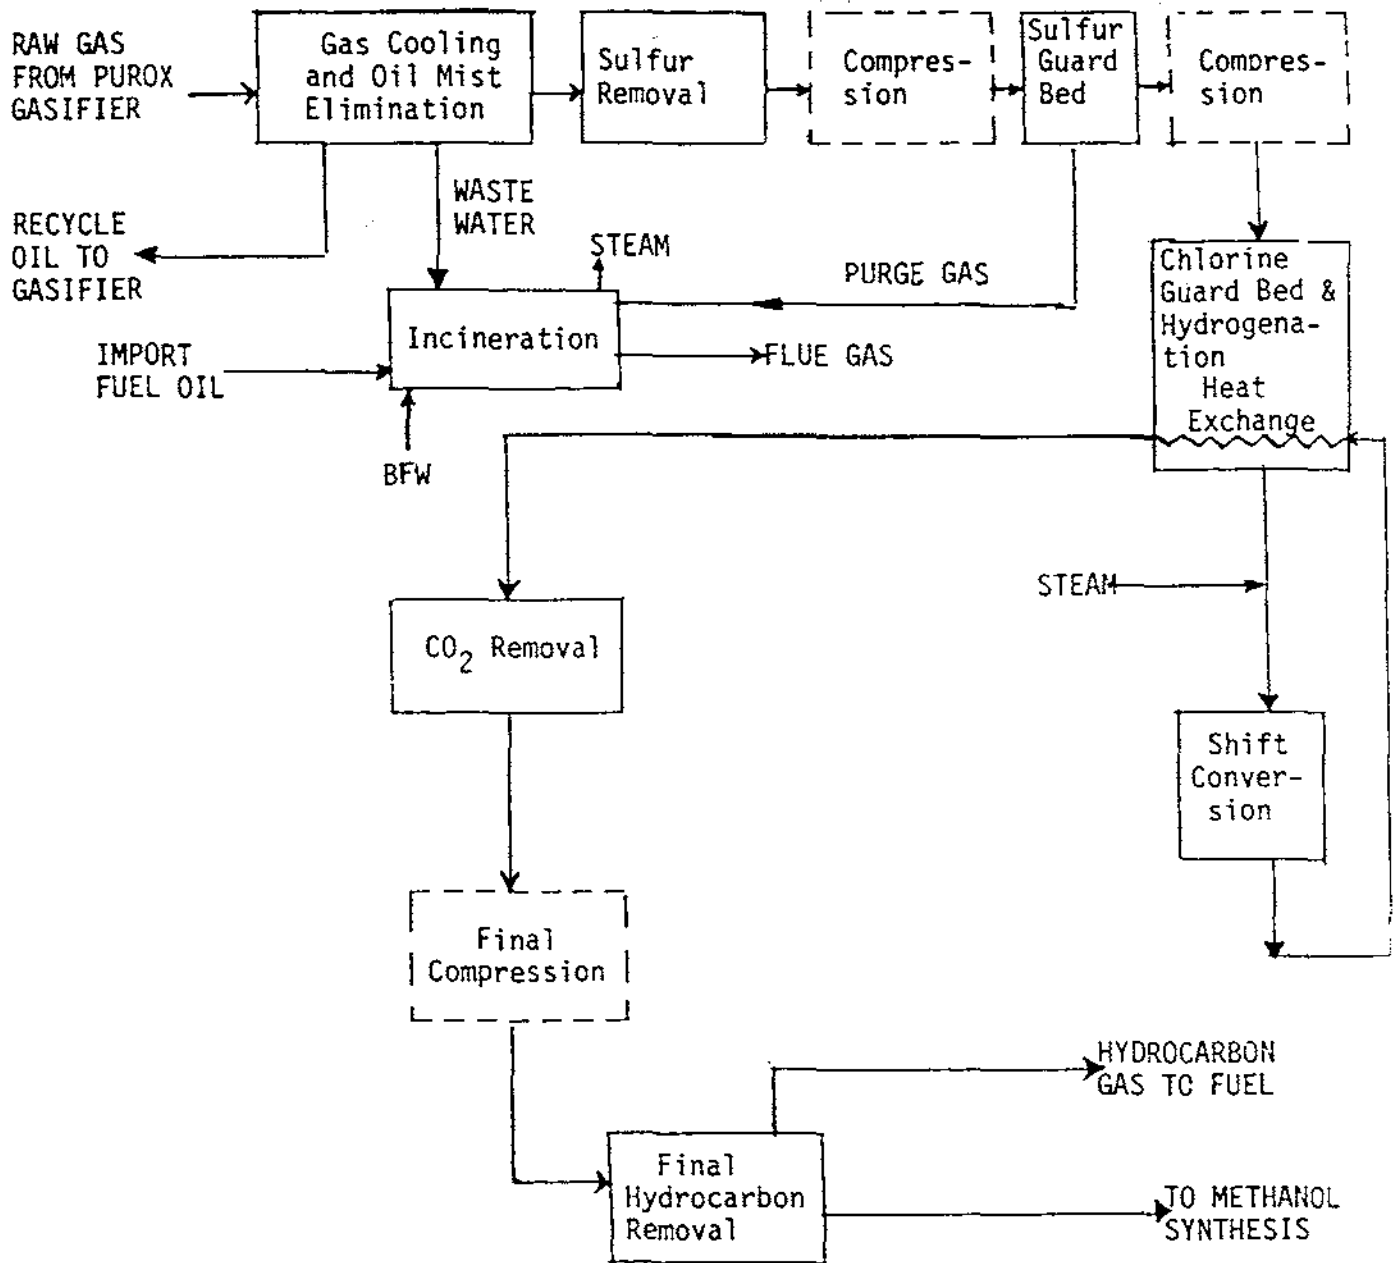 RAW GAS
FROM PUROX
GASIFIER
Gas Cooling
and Oil Mist
Elimination
Sulfur
Removal
Compres-
sion
Sulfur
Guard
Bed
Compres-
sion
RECYCLE
OIL TO
GASIFIER
WASTE
WATER
STEAM
PURGE GAS
Chlorine
Guard Bed &
Hydrogena-
tion
Heat
Exchange
IMPORT
FUEL OIL
Incineration
FLUE GAS
BFW
STEAM
CO₂ Removal
Shift
Conver-
sion
Final
Compression
HYDROCARBON
GAS TO FUEL
Final
Hydrocarbon
Removal
TO METHANOL
SYNTHESIS